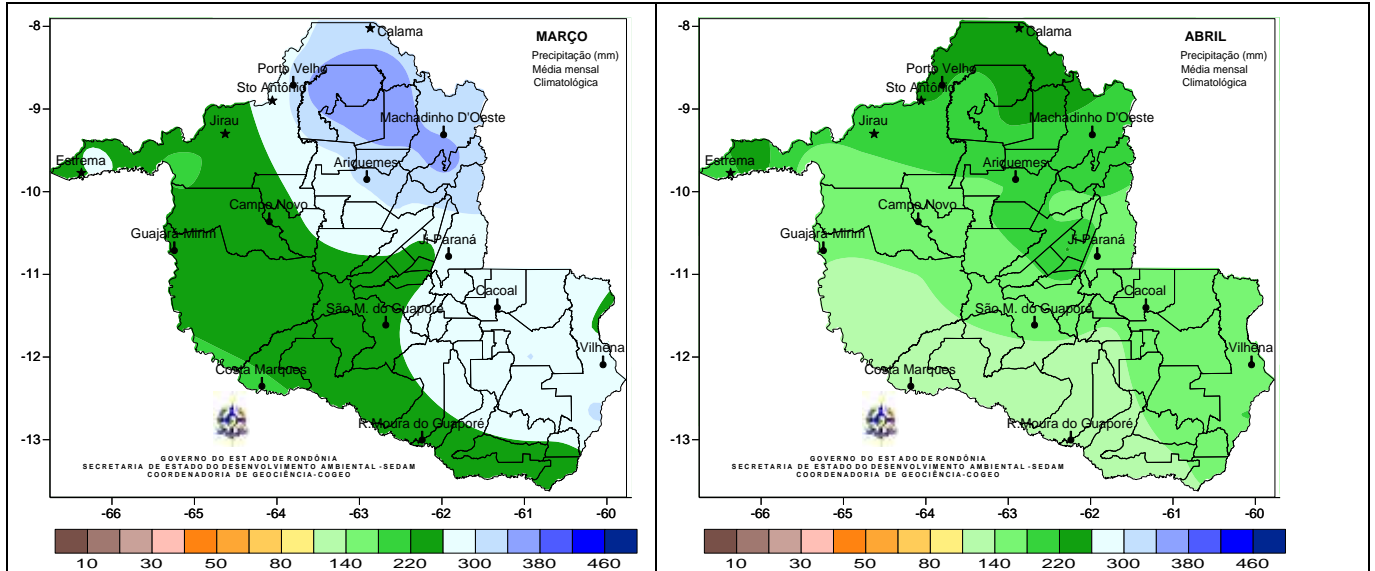 MARÇO
Precipitação (mm)
Média mensal
Climatológica
-8
-9
-10
-11
-12
-13
Calama
Porto Velho
Sto Antônio
Jirau
Machadinho D'Oeste
Estrema
Ariquemes
Campo Novo
Guajará Mirim
Ji Paraná
Cacoal
São M. do Guaporé
Vilhena
Costa Marques
R.Moura do Guaporé
GOVERNO DO ESTADO DE RONDÔNIA
SECRETARIA DE ESTADO DO DESENVOLVIMENTO AMBIENTAL -SEDAM
COORDENADORIA DE GEOCIÊNCIA-COGEO
-66 -65 -64 -63 -62 -61 -60
10 30 50 80 140 220 300 380 460
ABRIL
Precipitação (mm)
Média mensal
Climatológica
-8
-9
-10
-11
-12
-13
Calama
Porto Velho
Sto Antônio
Jirau
Machadinho D'Oeste
Estrema
Ariquemes
Campo Novo
Guajará Mirim
Ji Paraná
Cacoal
São M. do Guaporé
Vilhena
Costa Marques
R.Moura do Guaporé
GOVERNO DO ESTADO DE RONDÔNIA
SECRETARIA DE ESTADO DO DESENVOLVIMENTO AMBIENTAL -SEDAM
COORDENADORIA DE GEOCIÊNCIA-COGEO
-66 -65 -64 -63 -62 -61 -60
10 30 50 80 140 220 300 380 460